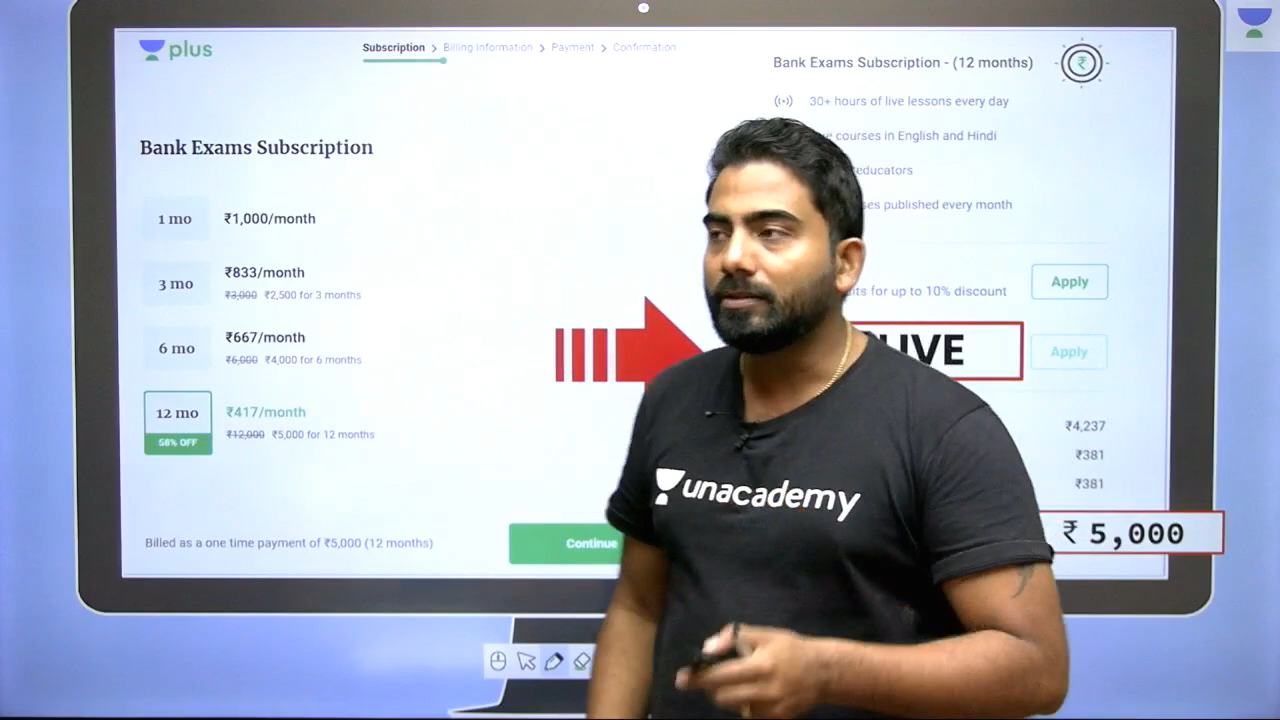 plus
Subscription > Billing Information > Payment > Confirmation
Bank Exams Subscription - (12 months)
30+ hours of live lessons every day
courses in English and Hindi
educators
published every month
Bank Exams Subscription
1 mo ₹1,000/month
3 mo ₹833/month
₹3,000 ₹2,500 for 3 months
6 mo ₹667/month
₹6,000 ₹4,000 for 6 months
12 mo ₹417/month
58% OFF ₹12,000 ₹5,000 for 12 months
for up to 10% discount Apply
Apply
₹4,237
₹381
₹381
₹ 5,000
Billed as a one time payment of ₹5,000 (12 months)
Continue
unacademy